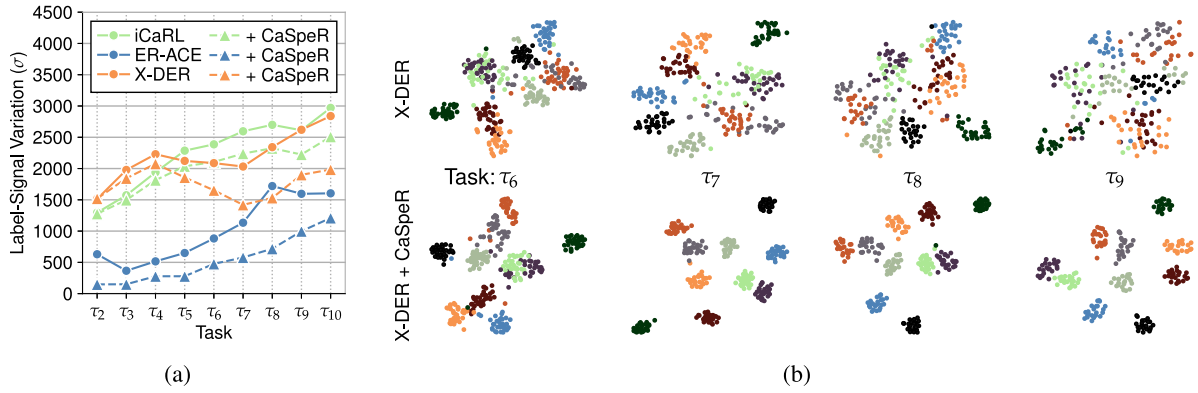 4500
4000
3500
3000
2500
2000
1500
1000
500
0
Label-Signal Variation (σ)
iCaRL
+ CaSpeR
ER-ACE
+ CaSpeR
X-DER
+ CaSpeR
τ2 τ3 τ4 τ5 τ6 τ7 τ8 τ9 τ10
Task
(a)
X-DER
Task: τ6 τ7 τ8 τ9
X-DER + CaSpeR
(b)